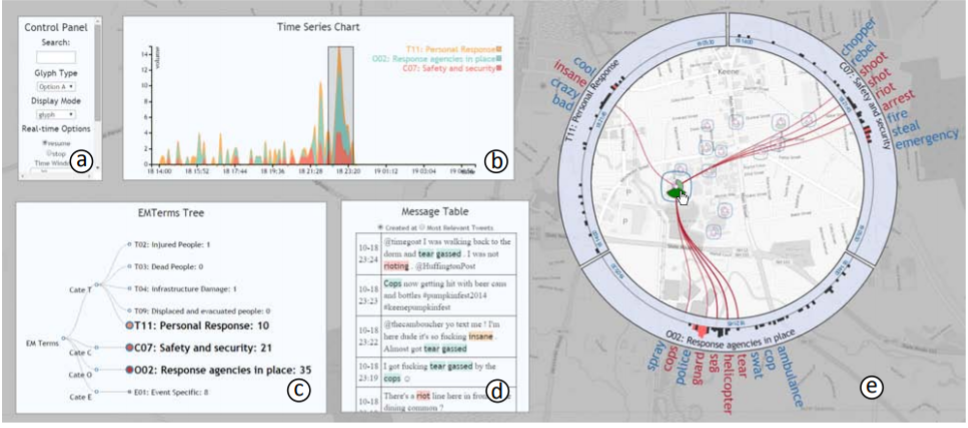 Control Panel
Search:
Glyph Type
Option A
Display Mode
glyph
Real-time Options
resume
stop
Time Window
a
Time Series Chart
value
T11: Personal Response
O02: Response agencies in place
C07: Safety and security
14
12
10
8
6
4
2
0
18 14:00 18 15:52 18 17:44 18 19:36 18 21:28 18 23:20 19 01:12 19 03:04 19 04:56
b
EMTerms Tree
T02: Injured People: 1
T03: Dead People: 0
Cate T
T04: Infrastructure Damage: 1
T09: Displaced and evacuated people: 0
T11: Personal Response: 10
EM Terms
Cate C
C07: Safety and security: 21
Cate O
O02: Response agencies in place: 35
Cate E
E01: Event Specific: 8
c
Message Table
Created at Most Relevant Tweets
10-18 23:24
@timegost I was walking back to the
dorm and tear gassed . I was not
rioting . @HuffingtonPost
10-18 23:23
Cops now getting hit with beer cans
and bottles #pumpkinfest2014
#keenepumpkinfest
10-18 23:22
@thecamboucher yo text me ! I'm
here dude it's so fucking insane .
Almost got tear gassed
10-18 23:19
I got fucking tear gassed by the
cops ☺
10-18
There's a riot line here in
dining common ?
d
T11: Personal Response
cool
insane
crazy
bad
C07: Safety and security
chopper
rebel
shoot
shot
riot
arrest
fire
steal
emergency
Keene
O02: Response agencies in place
spray
cops
police
guard
gas
helicopter
tear
swat
cop
ambulance
e